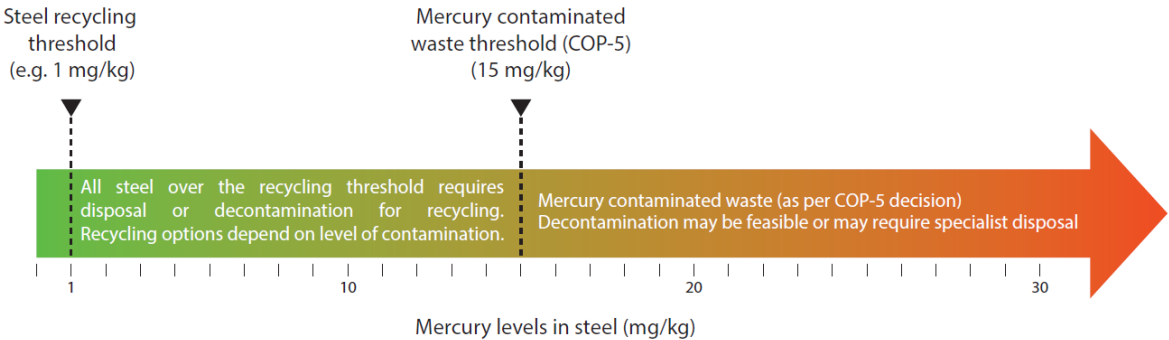 Steel recycling
threshold
(e.g. 1 mg/kg)
Mercury contaminated
waste threshold (COP-5)
(15 mg/kg)
All steel over the recycling threshold requires
disposal or decontamination for recycling.
Recycling options depend on level of contamination.
Mercury contaminated waste (as per COP-5 decision)
Decontamination may be feasible or may require specialist disposal
1 10 20 30
Mercury levels in steel (mg/kg)